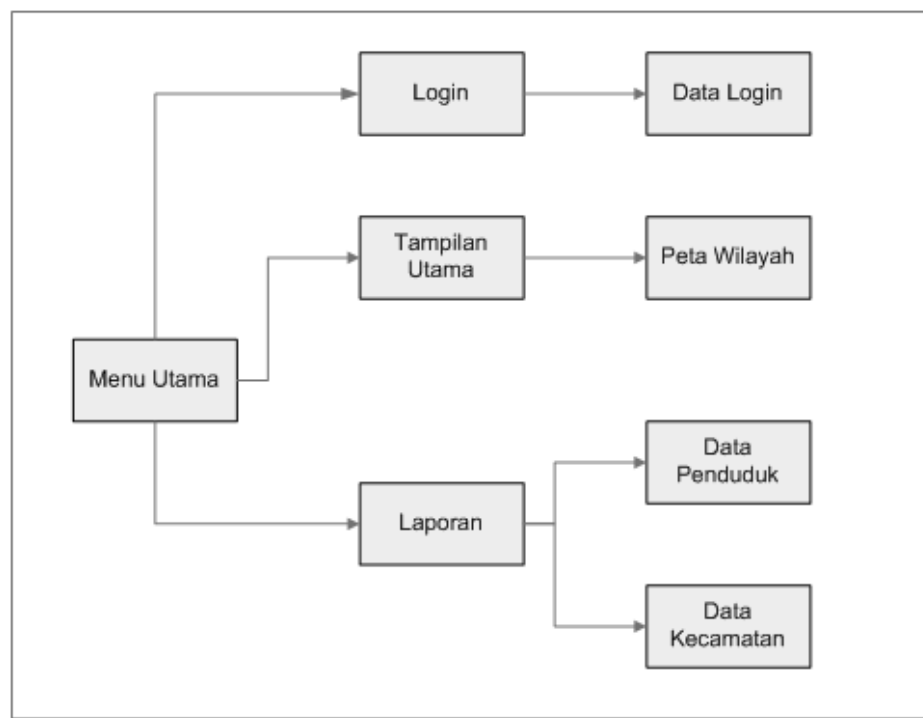 Login
Data Login
Tampilan
Utama
Peta Wilayah
Menu Utama
Data
Penduduk
Laporan
Data
Kecamatan